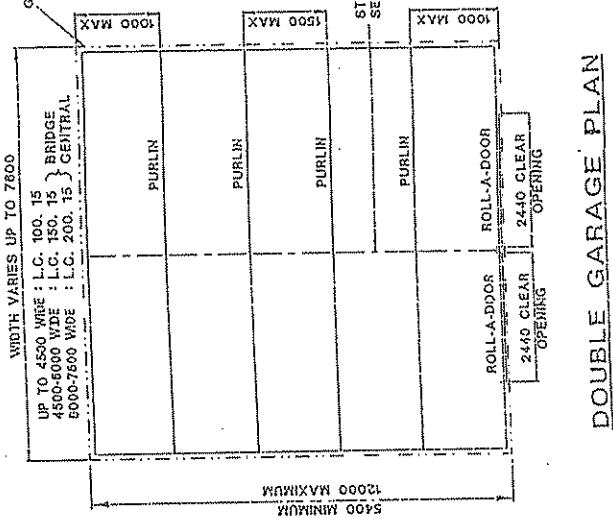 WIDTH VARIES UP TO 7600
UP TO 4500 WIDE : L.C. 100. 15
4500-6000 WIDE : L.C. 150. 15 } BRIDGE
6000-7600 WIDE : L.C. 200. 15 } CENTRAL
G
1000 MAX
PURLIN
PURLIN
1500 MAX
PURLIN
ST
SE
PURLIN
1000 MAX
5400 MINIMUM
12000 MAXIMUM
ROLL-A-DOOR
ROLL-A-DOOR
2440 CLEAR
OPENING
2440 CLEAR
OPENING
DOUBLE GARAGE PLAN